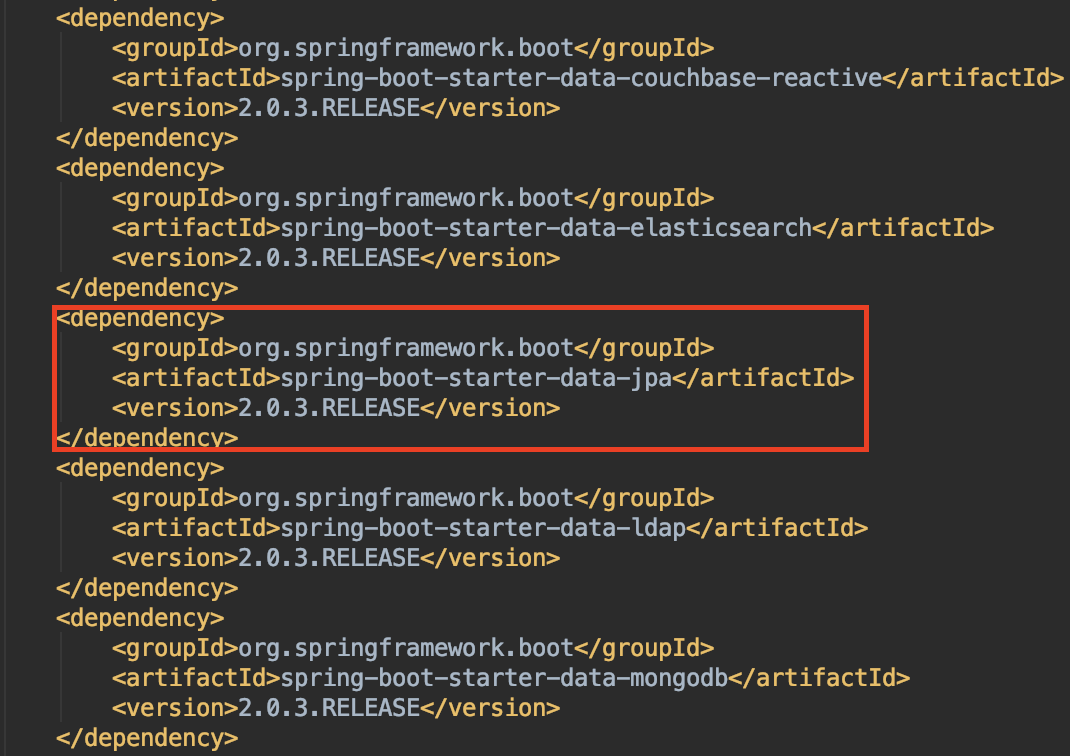 <dependency>
<groupId>org.springframework.boot</groupId>
<artifactId>spring-boot-starter-data-couchbase-reactive</artifactId>
<version>2.0.3.RELEASE</version>
</dependency>
<dependency>
<groupId>org.springframework.boot</groupId>
<artifactId>spring-boot-starter-data-elasticsearch</artifactId>
<version>2.0.3.RELEASE</version>
</dependency>
<dependency>
<groupId>org.springframework.boot</groupId>
<artifactId>spring-boot-starter-data-jpa</artifactId>
<version>2.0.3.RELEASE</version>
</dependency>
<dependency>
<groupId>org.springframework.boot</groupId>
<artifactId>spring-boot-starter-data-ldap</artifactId>
<version>2.0.3.RELEASE</version>
</dependency>
<dependency>
<groupId>org.springframework.boot</groupId>
<artifactId>spring-boot-starter-data-mongodb</artifactId>
<version>2.0.3.RELEASE</version>
</dependency>